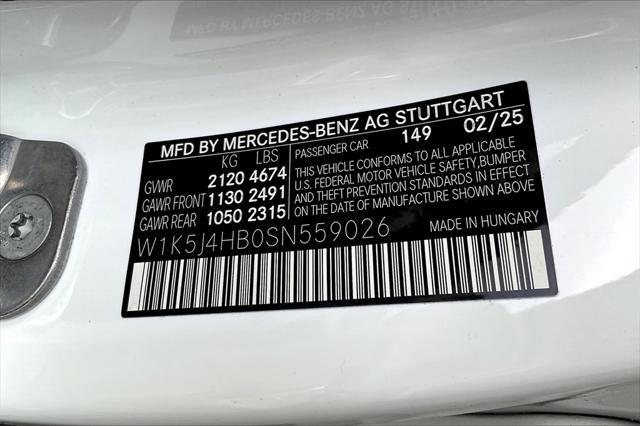 MFD BY MERCEDES-BENZ AG STUTTGART
KG LBS PASSENGER CAR 149 02/25
GVWR 2120 4674
GAWR FRONT 1130 2491
GAWR REAR 1050 2315
THIS VEHICLE CONFORMS TO ALL APPLICABLE
U.S. FEDERAL MOTOR VEHICLE SAFETY, BUMPER
AND THEFT PREVENTION STANDARDS IN EFFECT
ON THE DATE OF MANUFACTURE SHOWN ABOVE
MADE IN HUNGARY
W1K5J4HB0SN559026